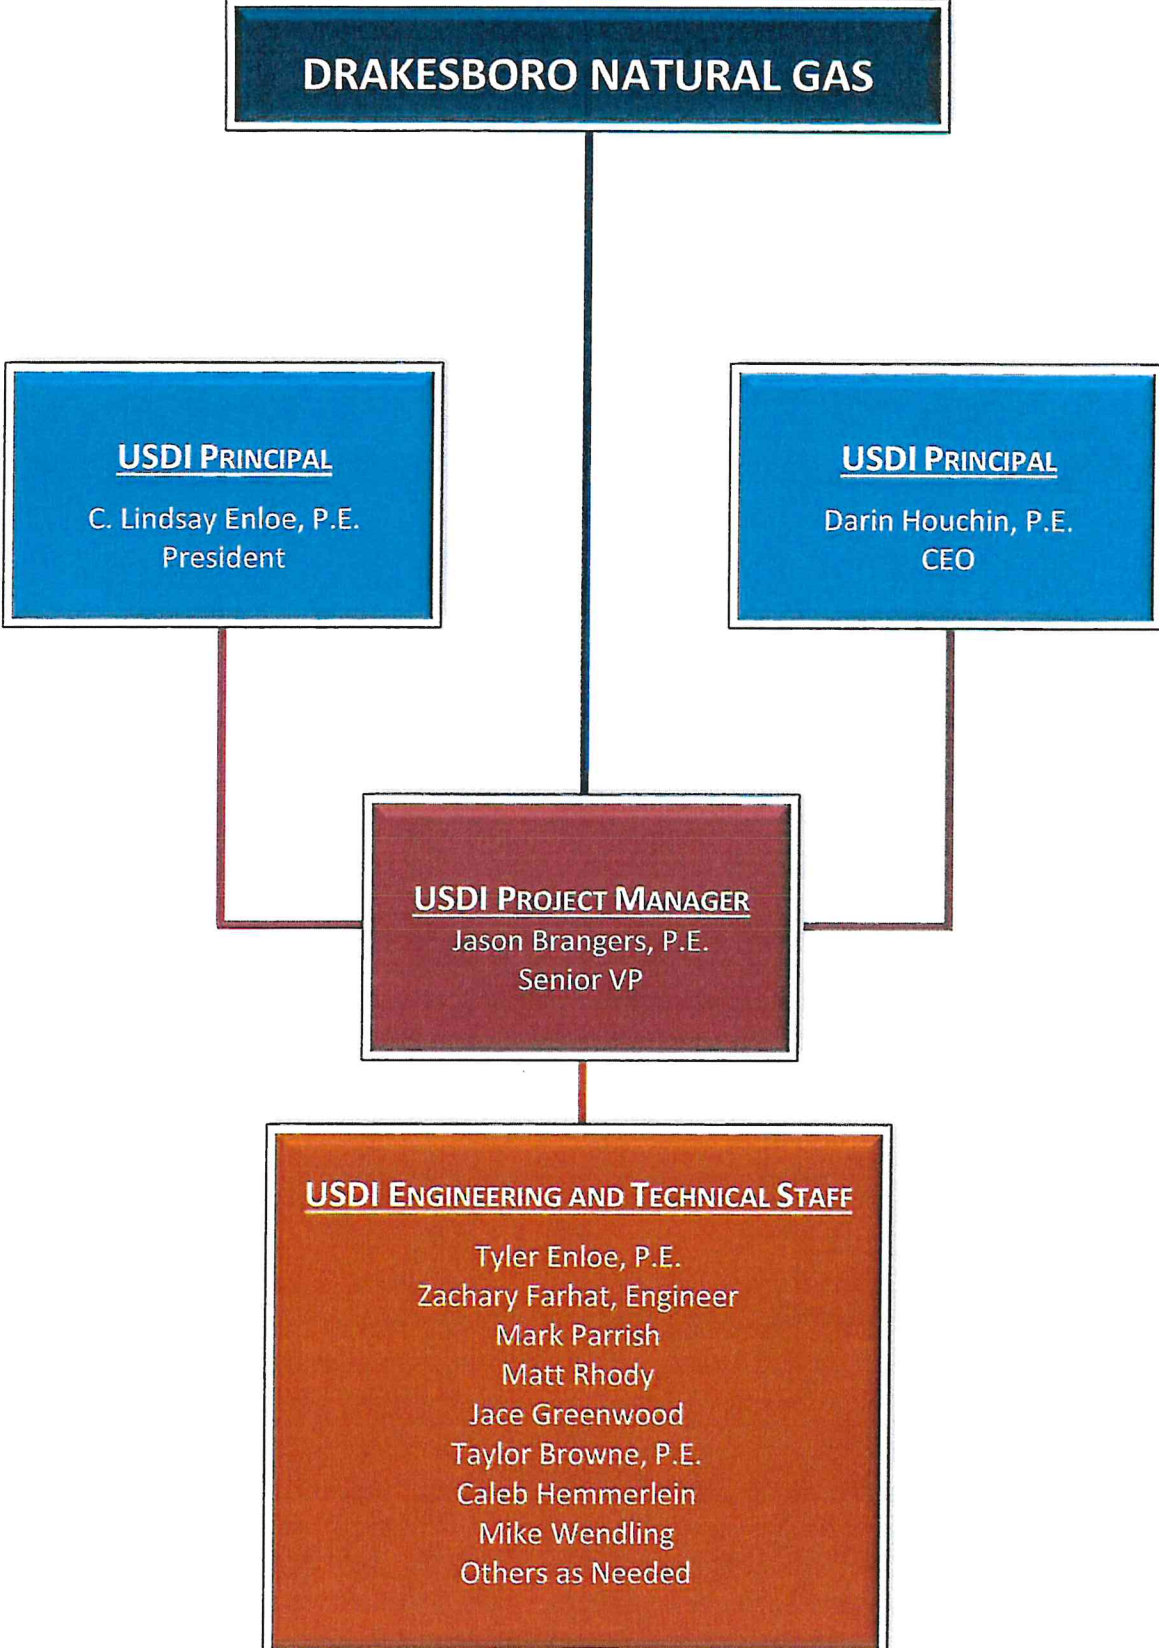 DRAKESBORO NATURAL GAS
USDI PRINCIPAL
C. Lindsay Enloe, P.E.
President
USDI PRINCIPAL
Darin Houchin, P.E.
CEO
USDI PROJECT MANAGER
Jason Brangers, P.E.
Senior VP
USDI ENGINEERING AND TECHNICAL STAFF
Tyler Enloe, P.E.
Zachary Farhat, Engineer
Mark Parrish
Matt Rhody
Jace Greenwood
Taylor Browne, P.E.
Caleb Hemmerlein
Mike Wendling
Others as Needed